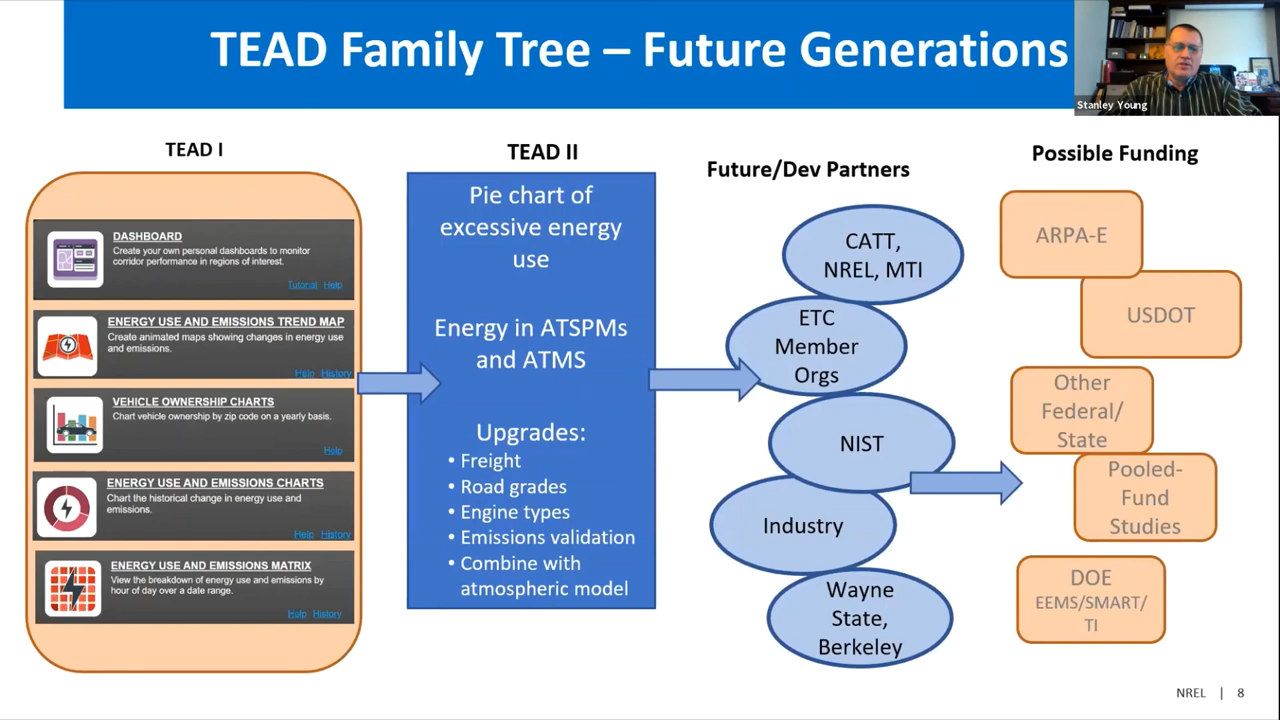 TEAD Family Tree – Future Generations
Stanley Young
TEAD I
DASHBOARD
Create your own personal dashboards to monitor
corridor performance in regions of interest.
Tutorial Help
ENERGY USE AND EMISSIONS TREND MAP
Create animated maps showing changes in energy use
and emissions.
Help History
VEHICLE OWNERSHIP CHARTS
Chart vehicle ownership by zip code on a yearly basis.
Help
ENERGY USE AND EMISSIONS CHARTS
Chart the historical change in energy use and
emissions.
Help History
ENERGY USE AND EMISSIONS MATRIX
View the breakdown of energy use and emissions by
hour of day over a date range.
Help History
TEAD II
Pie chart of
excessive energy
use
Energy in ATSPMs
and ATMS
Upgrades:
• Freight
• Road grades
• Engine types
• Emissions validation
• Combine with
atmospheric model
Future/Dev Partners
CATT,
NREL, MTI
ETC
Member
Orgs
NIST
Industry
Wayne
State,
Berkeley
Possible Funding
ARPA-E
USDOT
Other
Federal/
State
Pooled-
Fund
Studies
DOE
EEMS/SMART/
TI
NREL | 8